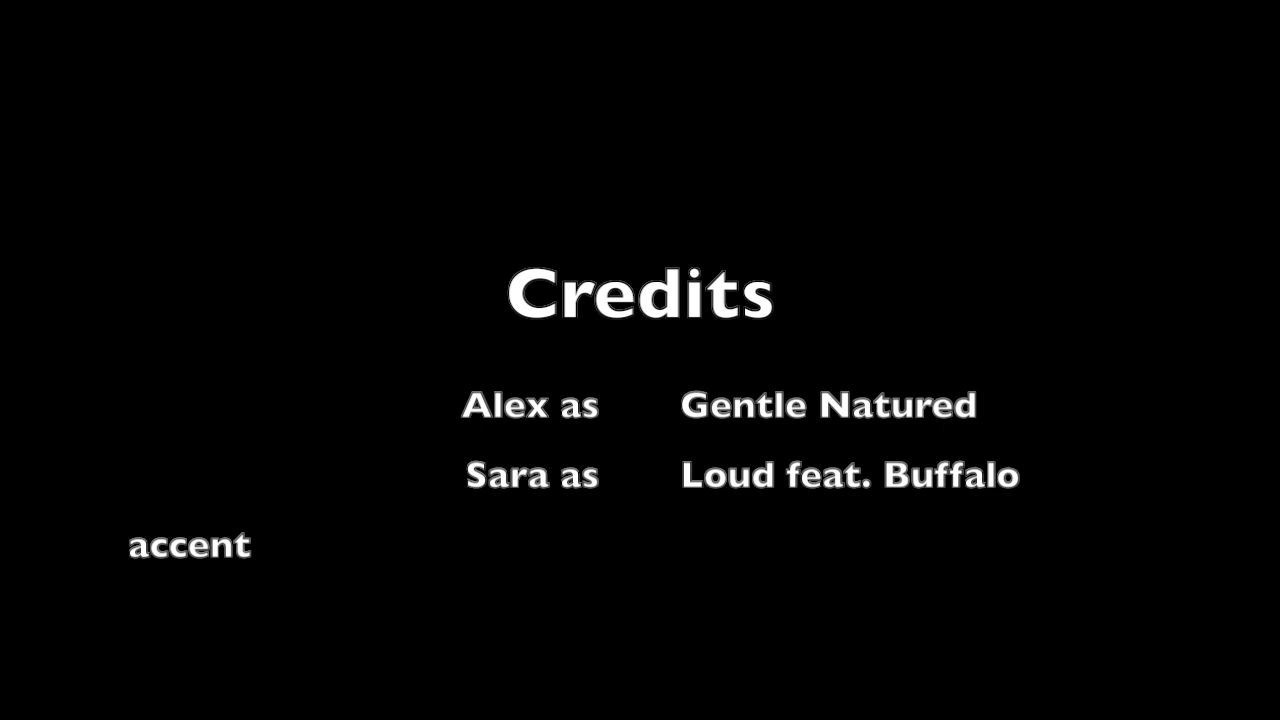 Credits
Alex as Gentle Natured
Sara as Loud feat. Buffalo
accent